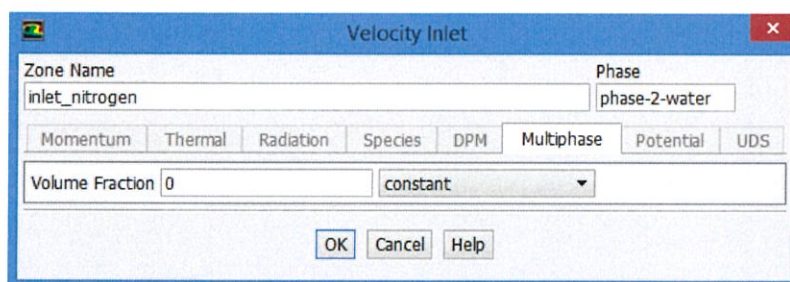 Velocity Inlet
Zone Name Phase
inlet_nitrogen phase-2-water
Momentum Thermal Radiation Species DPM Multiphase Potential UDS
Volume Fraction 0 constant
OK Cancel Help